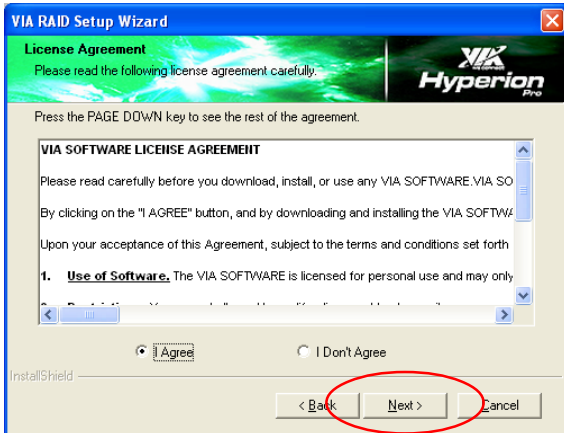 VIA RAID Setup Wizard
License Agreement
Please read the following license agreement carefully.
VIA
we connect
Hyperion
Pro
Press the PAGE DOWN key to see the rest of the agreement.
VIA SOFTWARE LICENSE AGREEMENT
Please read carefully before you download, install, or use any VIA SOFTWARE.VIA SO
By clicking on the "I AGREE" button, and by downloading and installing the VIA SOFTWA
Upon your acceptance of this Agreement, subject to the terms and conditions set forth
1. Use of Software. The VIA SOFTWARE is licensed for personal use and may only
I Agree
I Don't Agree
InstallShield
< Back
Next >
Cancel